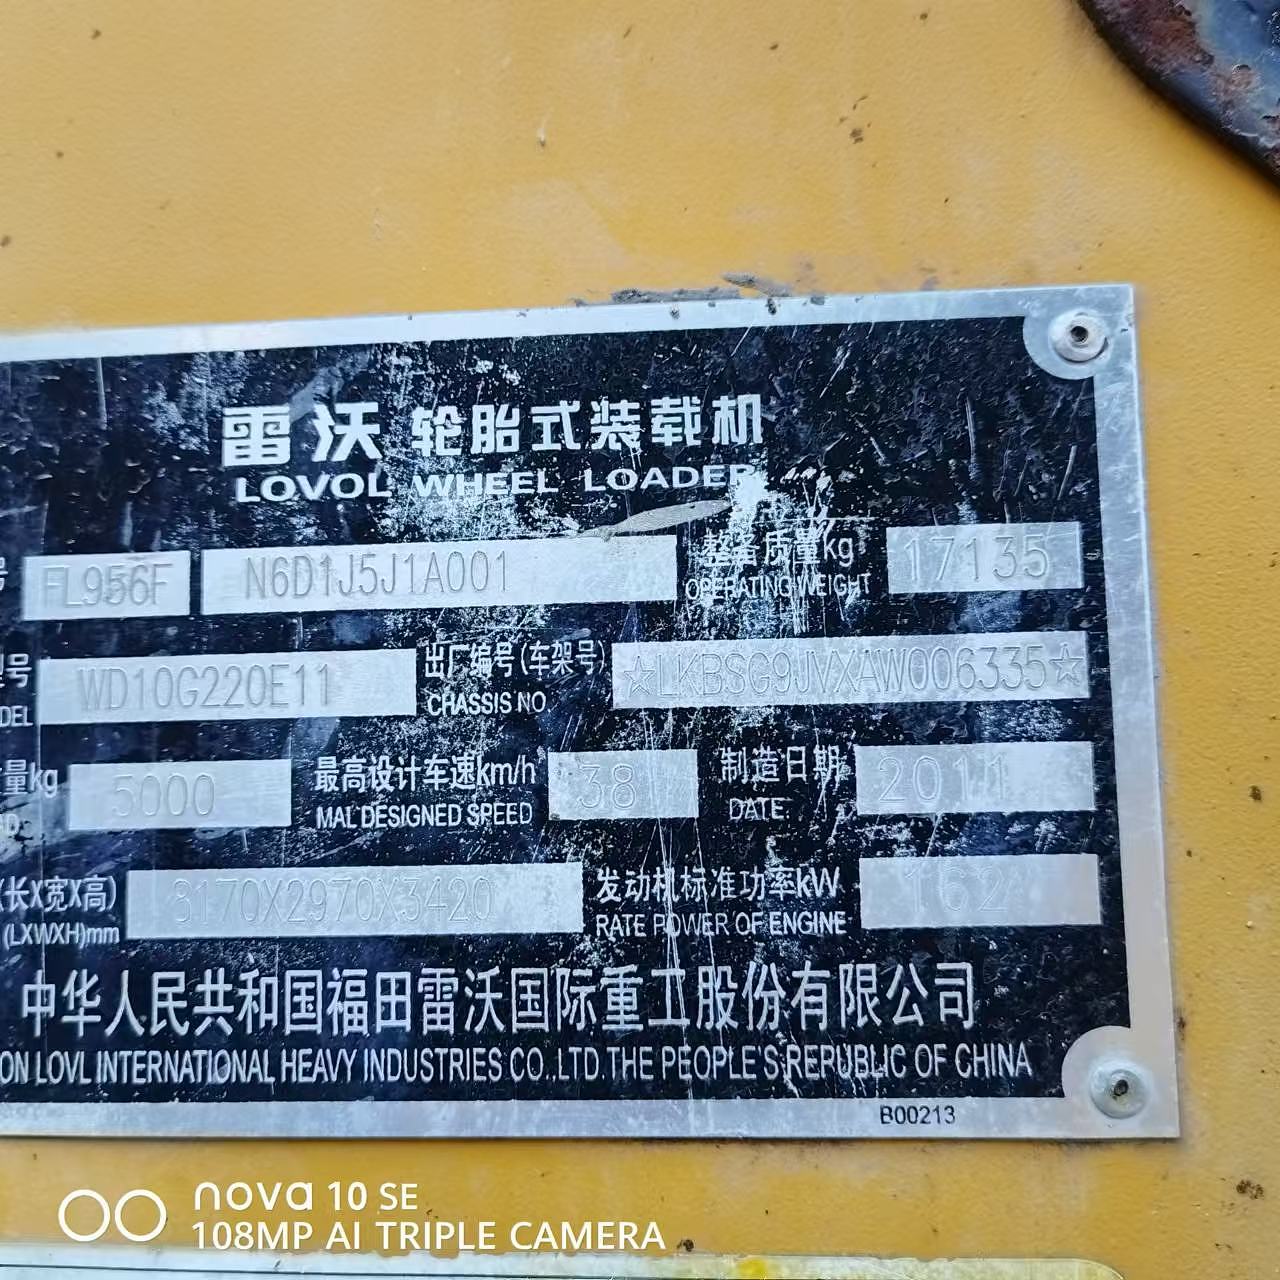 雷沃 轮胎式装载机
LOVOL WHEEL LOADER
号 FL956F N6D1J5J1A001 整备质量kg 17135
OPERATING WEIGHT
型号 WD10G220E11 出厂编号(车架号) ☆LKBSG9JVXAW006335☆
DEL CHASSIS NO
量kg 5000 最高设计车速km/h 38 制造日期 2011
AD MAL DESIGNED SPEED DATE
(长X宽X高) 8170X2970X3420 发动机标准功率kW 162
(LXWXH)mm RATE POWER OF ENGINE
中华人民共和国福田雷沃国际重工股份有限公司
ON LOVL INTERNATIONAL HEAVY INDUSTRIES CO.,LTD.THE PEOPLE'S REPUBLIC OF CHINA
B00213
nova 10 SE
108MP AI TRIPLE CAMERA